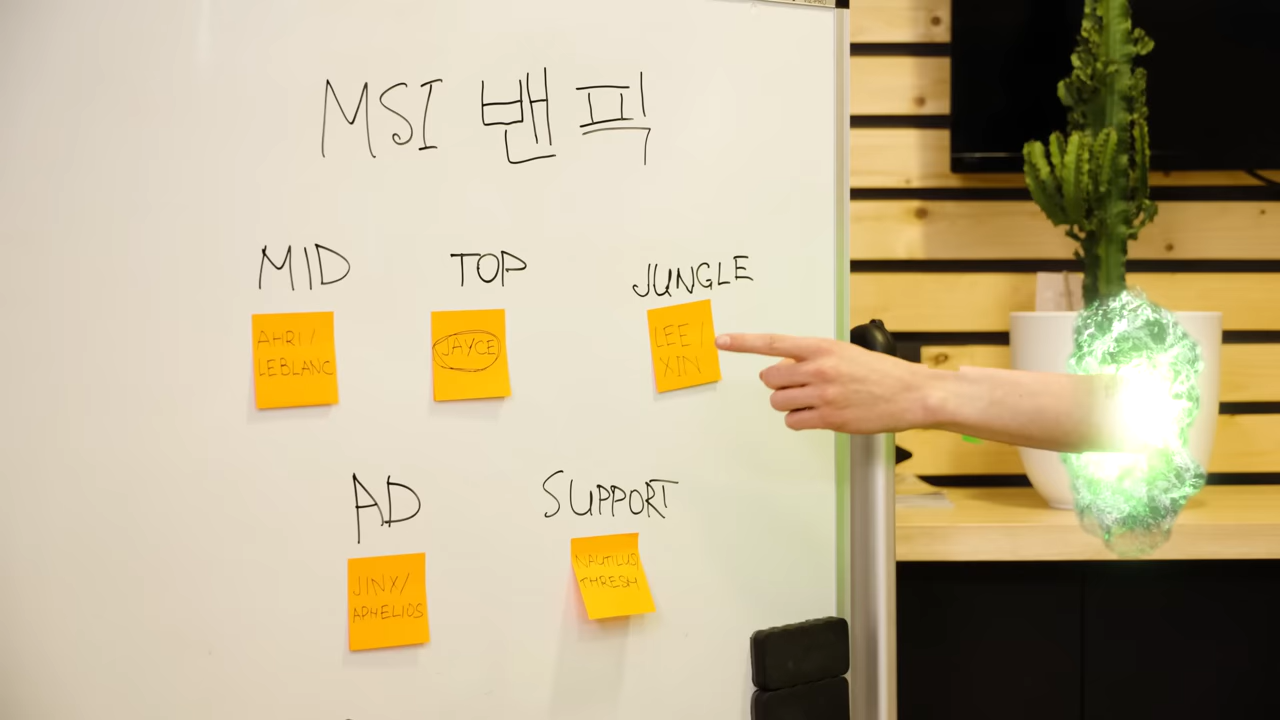 MSI 밴픽
MID
TOP
JUNGLE
AHRI/
LEBLANC
JAYCE
LEE/
XIN
AD
SUPPORT
JINX/
APHELIOS
NAUTILUS/
THRESH